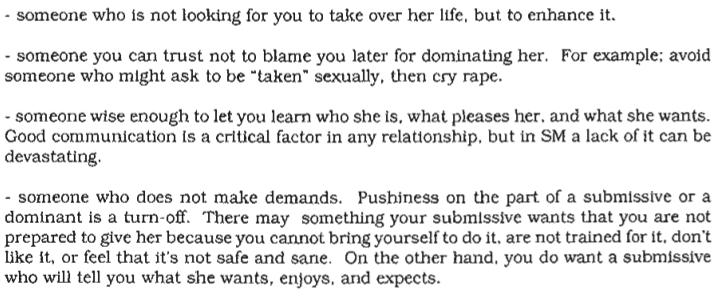 - someone who is not looking for you to take over her life, but to enhance it.
- someone you can trust not to blame you later for dominating her. For example; avoid
someone who might ask to be "taken" sexually, then cry rape.
- someone wise enough to let you learn who she is, what pleases her, and what she wants.
Good communication is a critical factor in any relationship, but in SM a lack of it can be
devastating.
- someone who does not make demands. Pushiness on the part of a submissive or a
dominant is a turn-off. There may something your submissive wants that you are not
prepared to give her because you cannot bring yourself to do it, are not trained for it, don't
like it, or feel that it's not safe and sane. On the other hand, you do want a submissive
who will tell you what she wants, enjoys, and expects.